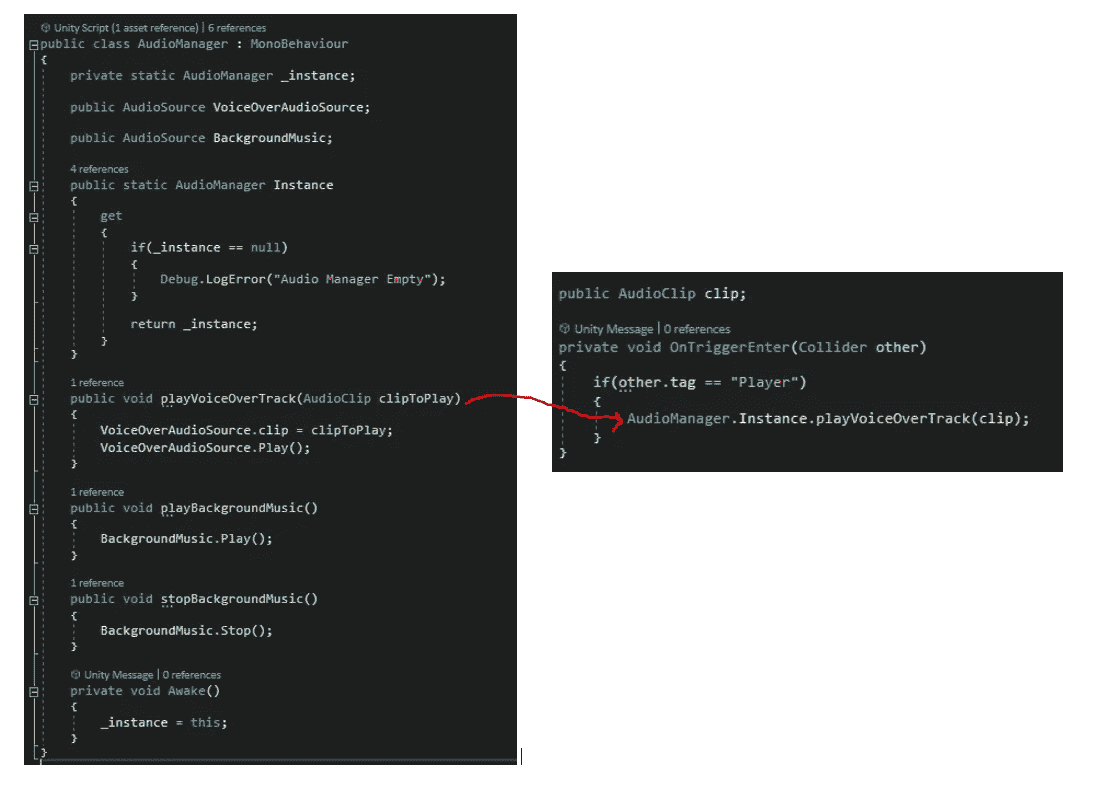 Unity Script (1 asset reference) | 6 references
public class AudioManager : MonoBehaviour
{
private static AudioManager _instance;
public AudioSource VoiceOverAudioSource;
public AudioSource BackgroundMusic;
4 references
public static AudioManager Instance
{
get
{
if(_instance == null)
{
Debug.LogError("Audio Manager Empty");
}
return _instance;
}
}
1 reference
public void playVoiceOverTrack(AudioClip clipToPlay)
{
VoiceOverAudioSource.clip = clipToPlay;
VoiceOverAudioSource.Play();
}
1 reference
public void playBackgroundMusic()
{
BackgroundMusic.Play();
}
1 reference
public void stopBackgroundMusic()
{
BackgroundMusic.Stop();
}
Unity Message | 0 references
private void Awake()
{
_instance = this;
}
}
public AudioClip clip;
Unity Message | 0 references
private void OnTriggerEnter(Collider other)
{
if(other.tag == "Player")
{
AudioManager.Instance.playVoiceOverTrack(clip);
}
}